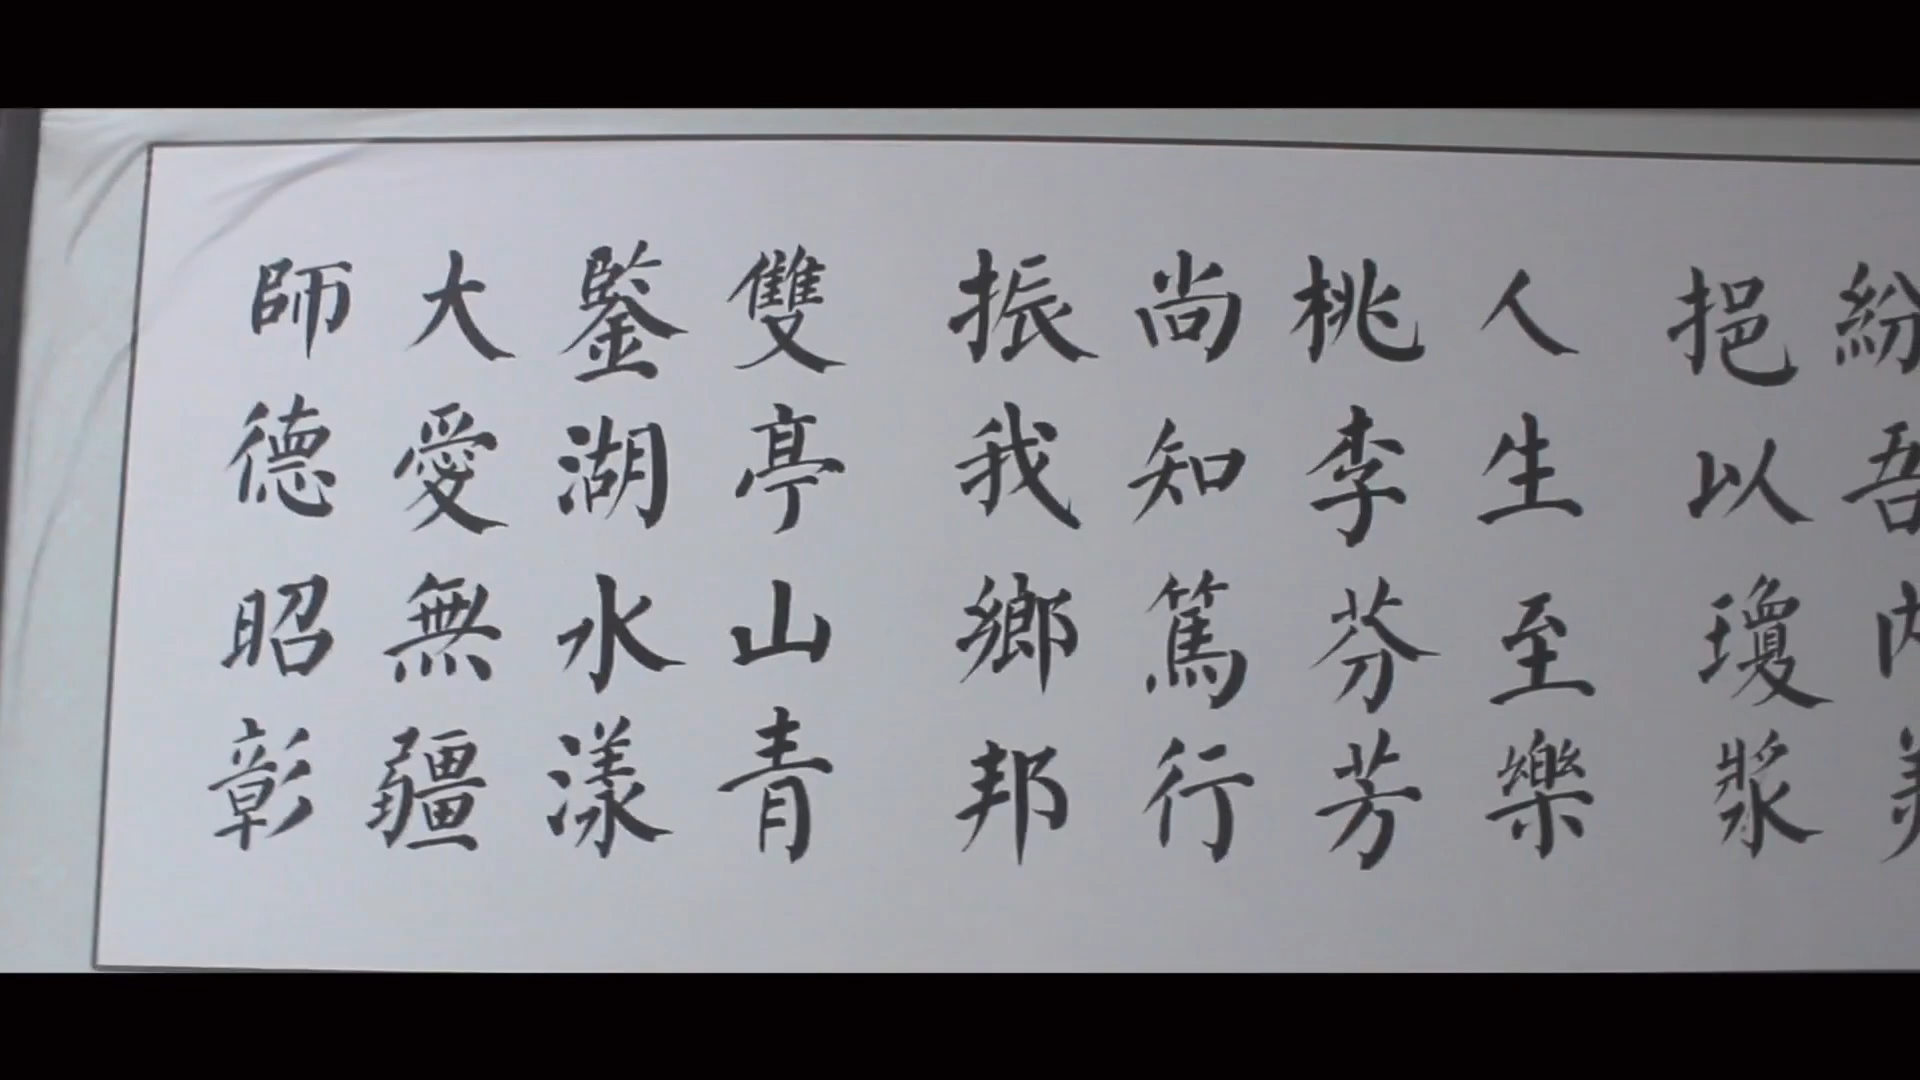 紛吾
挹以瓊漿
人生至樂
桃李芬芳
尚知篤行
振我鄉邦
雙亭山青
鑒湖水漾
大愛無疆
師德昭彰